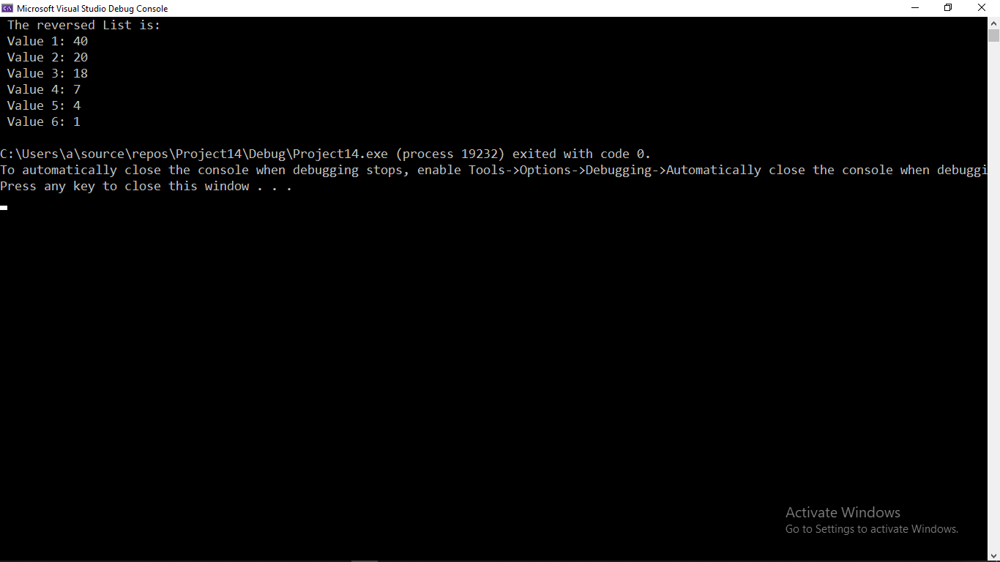 Microsoft Visual Studio Debug Console
The reversed List is:
Value 1: 40
Value 2: 20
Value 3: 18
Value 4: 7
Value 5: 4
Value 6: 1
C:\Users\a\source\repos\Project14\Debug\Project14.exe (process 19232) exited with code 0.
To automatically close the console when debugging stops, enable Tools->Options->Debugging->Automatically close the console when debuggi
Press any key to close this window . . .
Activate Windows
Go to Settings to activate Windows.